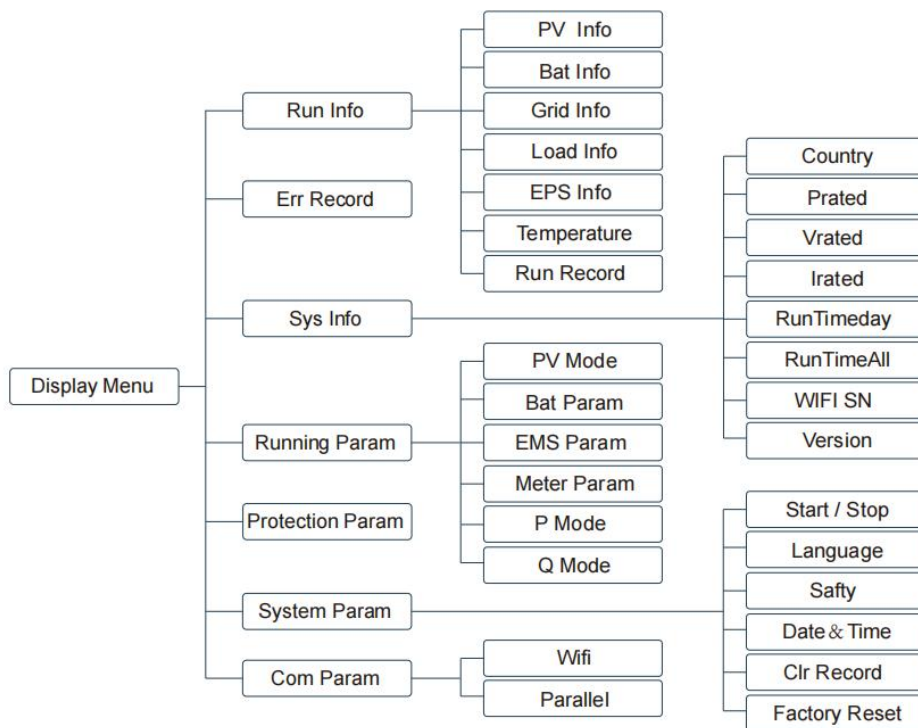 Display Menu
Run Info
PV Info
Bat Info
Grid Info
Load Info
EPS Info
Temperature
Run Record
Err Record
Sys Info
Country
Prated
Vrated
Irated
RunTimeday
RunTimeAll
WIFI SN
Version
Running Param
PV Mode
Bat Param
EMS Param
Meter Param
P Mode
Q Mode
Protection Param
System Param
Start / Stop
Language
Safty
Date & Time
Clr Record
Factory Reset
Com Param
Wifi
Parallel